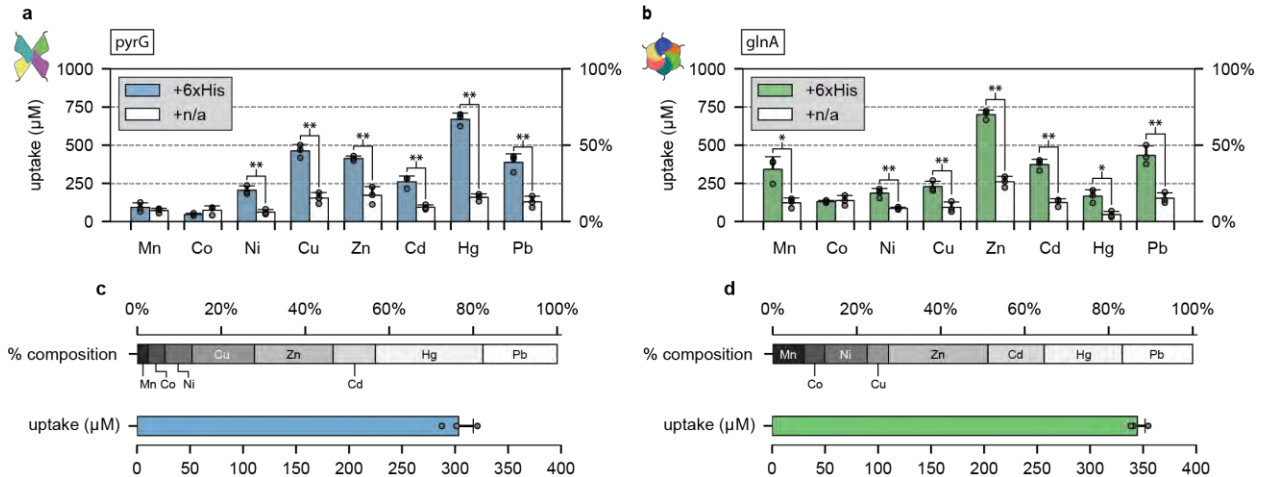 a
pyrG
1000
750
500
250
0
uptake (µM)
100%
50%
0%
+6xHis
+n/a
** ** ** ** ** **
Mn Co Ni Cu Zn Cd Hg Pb
b
glnA
1000
750
500
250
0
uptake (µM)
100%
50%
0%
+6xHis
+n/a
* ** ** ** ** * **
Mn Co Ni Cu Zn Cd Hg Pb
c
0% 20% 40% 60% 80% 100%
% composition
Cu Zn Hg Pb
Mn Co Ni Cd
uptake (µM)
0 50 100 150 200 250 300 350 400
d
0% 20% 40% 60% 80% 100%
% composition
Mn Ni Zn Cd Hg Pb
Co Cu
uptake (µM)
0 50 100 150 200 250 300 350 400